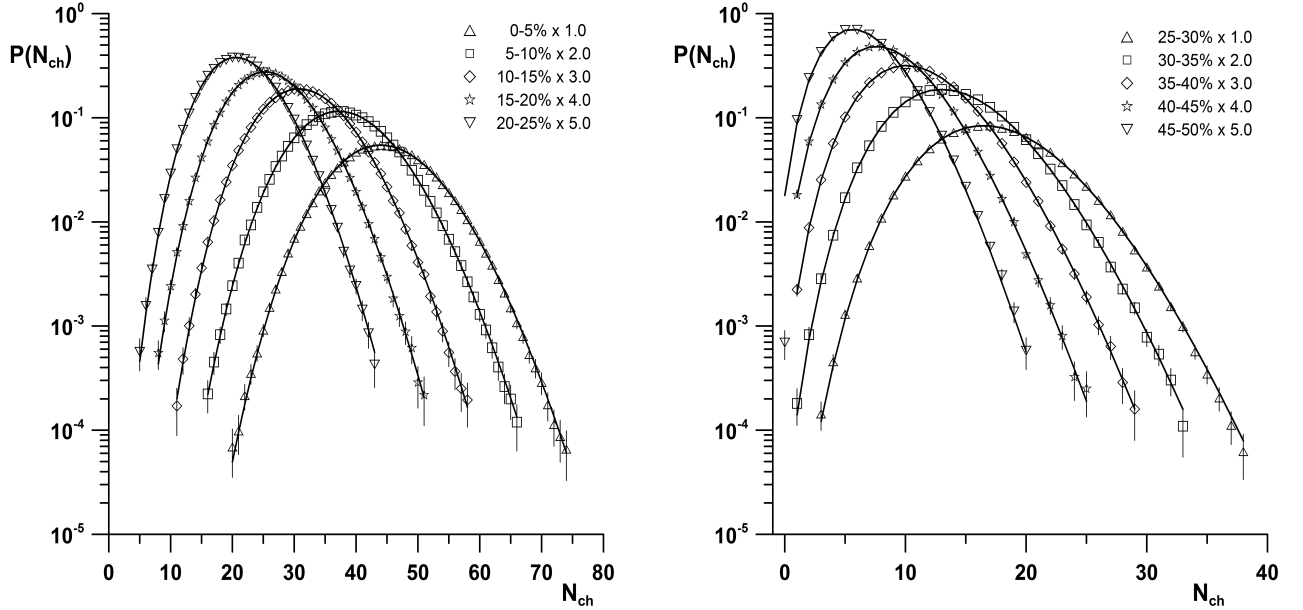 10^0
P(N_ch)
10^-1
10^-2
10^-3
10^-4
10^-5
0 10 20 30 40 50 60 70 80
N_ch
0-5% x 1.0
5-10% x 2.0
10-15% x 3.0
15-20% x 4.0
20-25% x 5.0
10^0
P(N_ch)
10^-1
10^-2
10^-3
10^-4
10^-5
0 10 20 30 40
N_ch
25-30% x 1.0
30-35% x 2.0
35-40% x 3.0
40-45% x 4.0
45-50% x 5.0